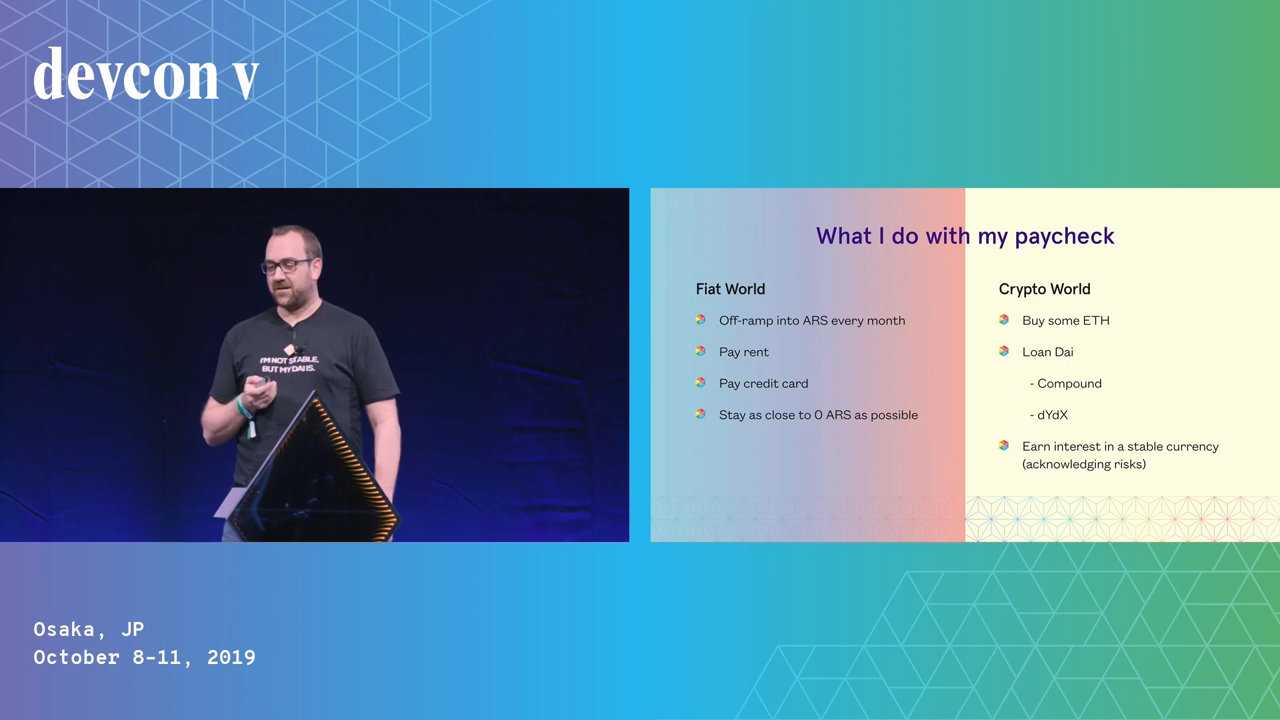 devcon v
I'M NOT STABLE,
BUT MY DAI IS.
What I do with my paycheck
Fiat World
Off-ramp into ARS every month
Pay rent
Pay credit card
Stay as close to 0 ARS as possible
Crypto World
Buy some ETH
Loan Dai
- Compound
- dYdX
Earn interest in a stable currency
(acknowledging risks)
Osaka, JP
October 8-11, 2019